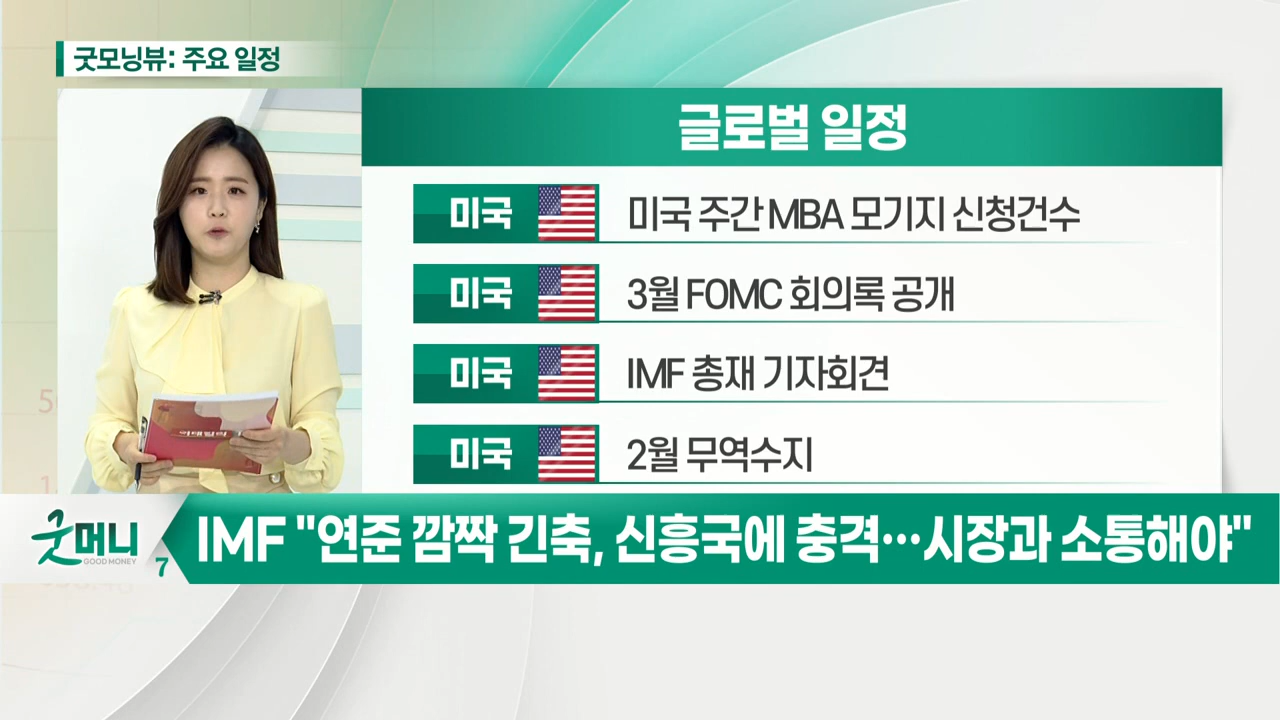 굿모닝뷰: 주요 일정
글로벌 일정
미국 미국 주간 MBA 모기지 신청건수
미국 3월 FOMC 회의록 공개
미국 IMF 총재 기자회견
미국 2월 무역수지
굿머니
GOOD MONEY
7
IMF "연준 깜짝 긴축, 신흥국에 충격…시장과 소통해야"